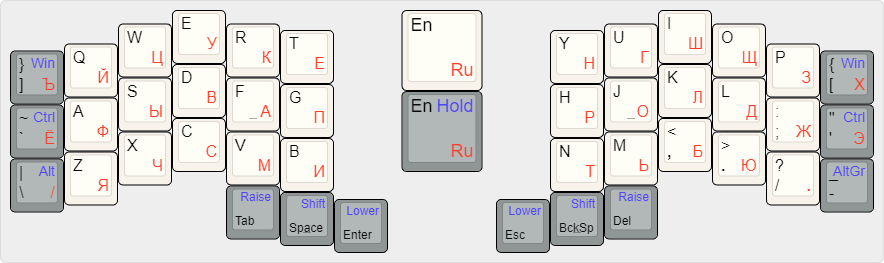 } Win
] Ъ
Q
Й
W
Ц
E
У
R
К
T
Е
En
Ru
Y
Н
U
Г
I
Ш
O
Щ
P
З
{ Win
[ Х
~ Ctrl
` Ё
A
Ф
S
Ы
D
В
F
_ А
G
П
En Hold
Ru
H
Р
J
_ О
K
Л
L
Д
:
; Ж
" Ctrl
' Э
| Alt
\ /
Z
Я
X
Ч
C
С
V
М
B
И
N
Т
M
Ь
<
, Б
>
. Ю
?
/ .
_ AltGr
-
Raise
Tab
Shift
Space
Lower
Enter
Lower
Esc
Shift
BckSp
Raise
Del